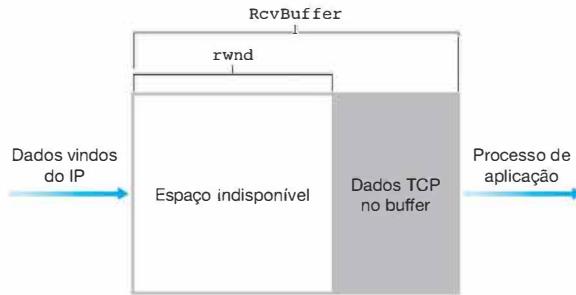 RcvBuffer
rwnd
Dados vindos
do IP
Espaço indisponível
Dados TCP
no buffer
Processo de
aplicação